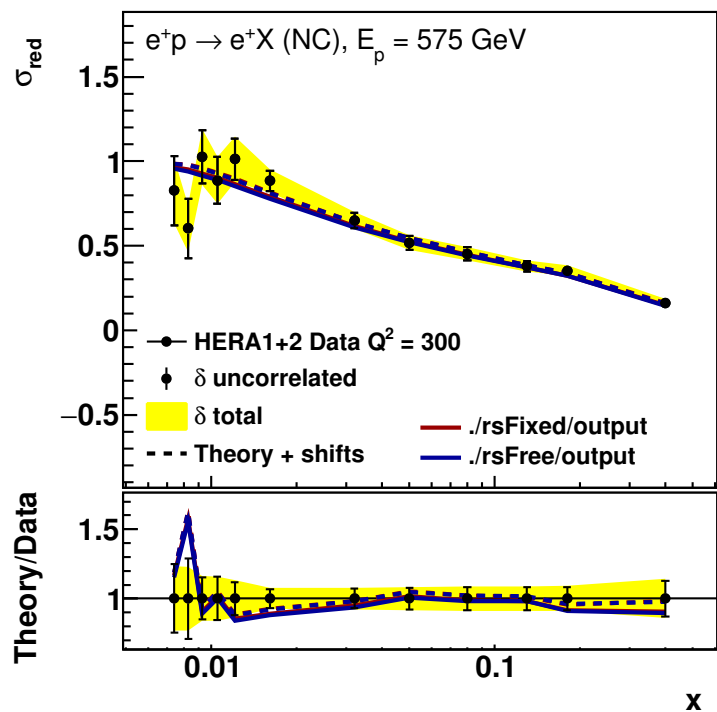 e⁺p → e⁺X (NC), E_p = 575 GeV
σ_red
1.5
1
0.5
0
−0.5
HERA1+2 Data Q² = 300
δ uncorrelated
δ total
Theory + shifts
./rsFixed/output
./rsFree/output
Theory/Data
1.5
1
0.01
0.1
x